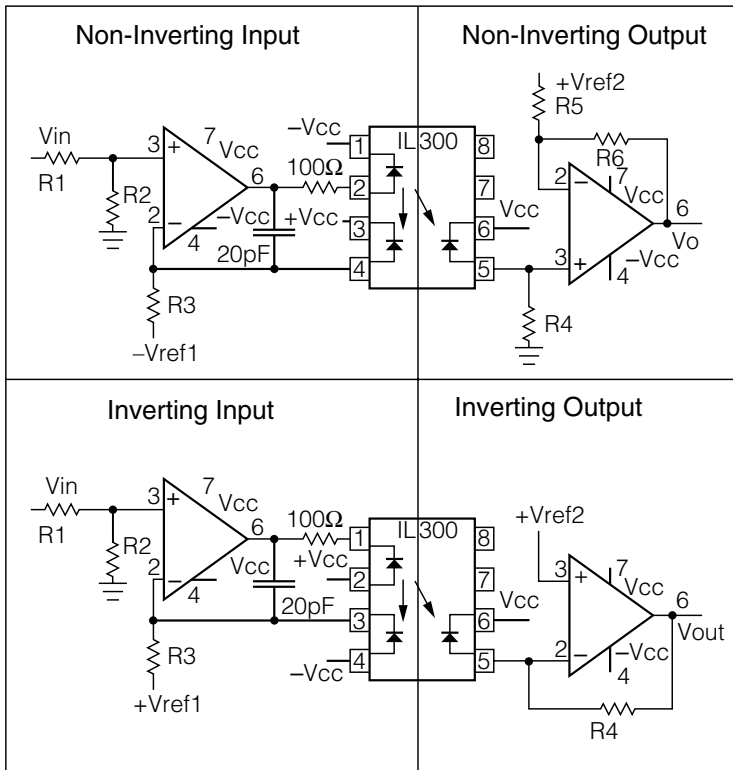 Non-Inverting Input
Non-Inverting Output
Vin
R1
R2
3
+
2
−
7
Vcc
6
−Vcc
4
20pF
100Ω
R3
−Vref1
−Vcc
+Vcc
1
2
3
4
IL300
8
7
6
5
Vcc
+Vref2
R5
R6
2
−
3
+
7
Vcc
6
Vo
−Vcc
4
R4
Inverting Input
Inverting Output
Vin
R1
R2
3
+
2
−
7
Vcc
6
Vcc
4
20pF
100Ω
R3
+Vref1
+Vcc
−Vcc
1
2
3
4
IL300
8
7
6
5
Vcc
+Vref2
3
+
2
−
7
Vcc
6
Vout
−Vcc
4
R4